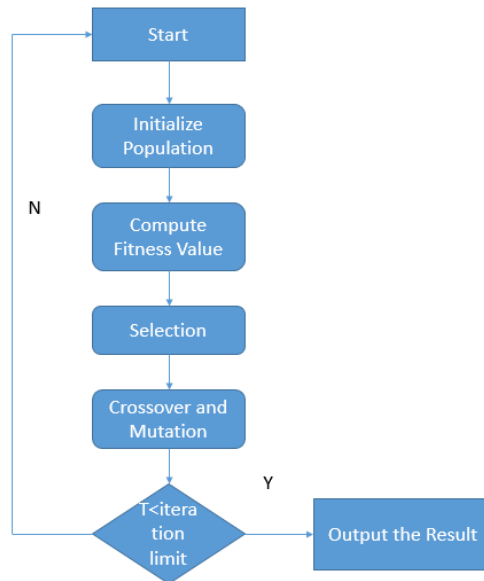 Start
Initialize
Population
N
Compute
Fitness Value
Selection
Crossover and
Mutation
Y
T<itera
tion
limit
Output the Result